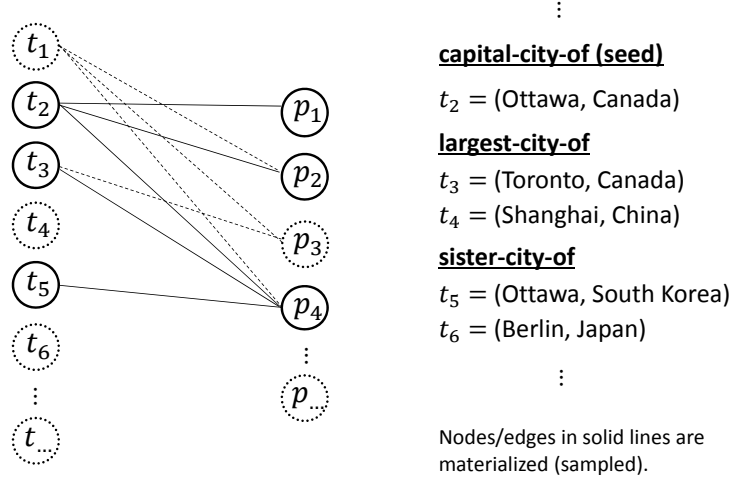 t₁
t₂
t₃
t₄
t₅
t₆
⋮
t...
p₁
p₂
p₃
p₄
⋮
p...
⋮
capital-city-of (seed)
t₂ = (Ottawa, Canada)
largest-city-of
t₃ = (Toronto, Canada)
t₄ = (Shanghai, China)
sister-city-of
t₅ = (Ottawa, South Korea)
t₆ = (Berlin, Japan)
⋮
Nodes/edges in solid lines are
materialized (sampled).